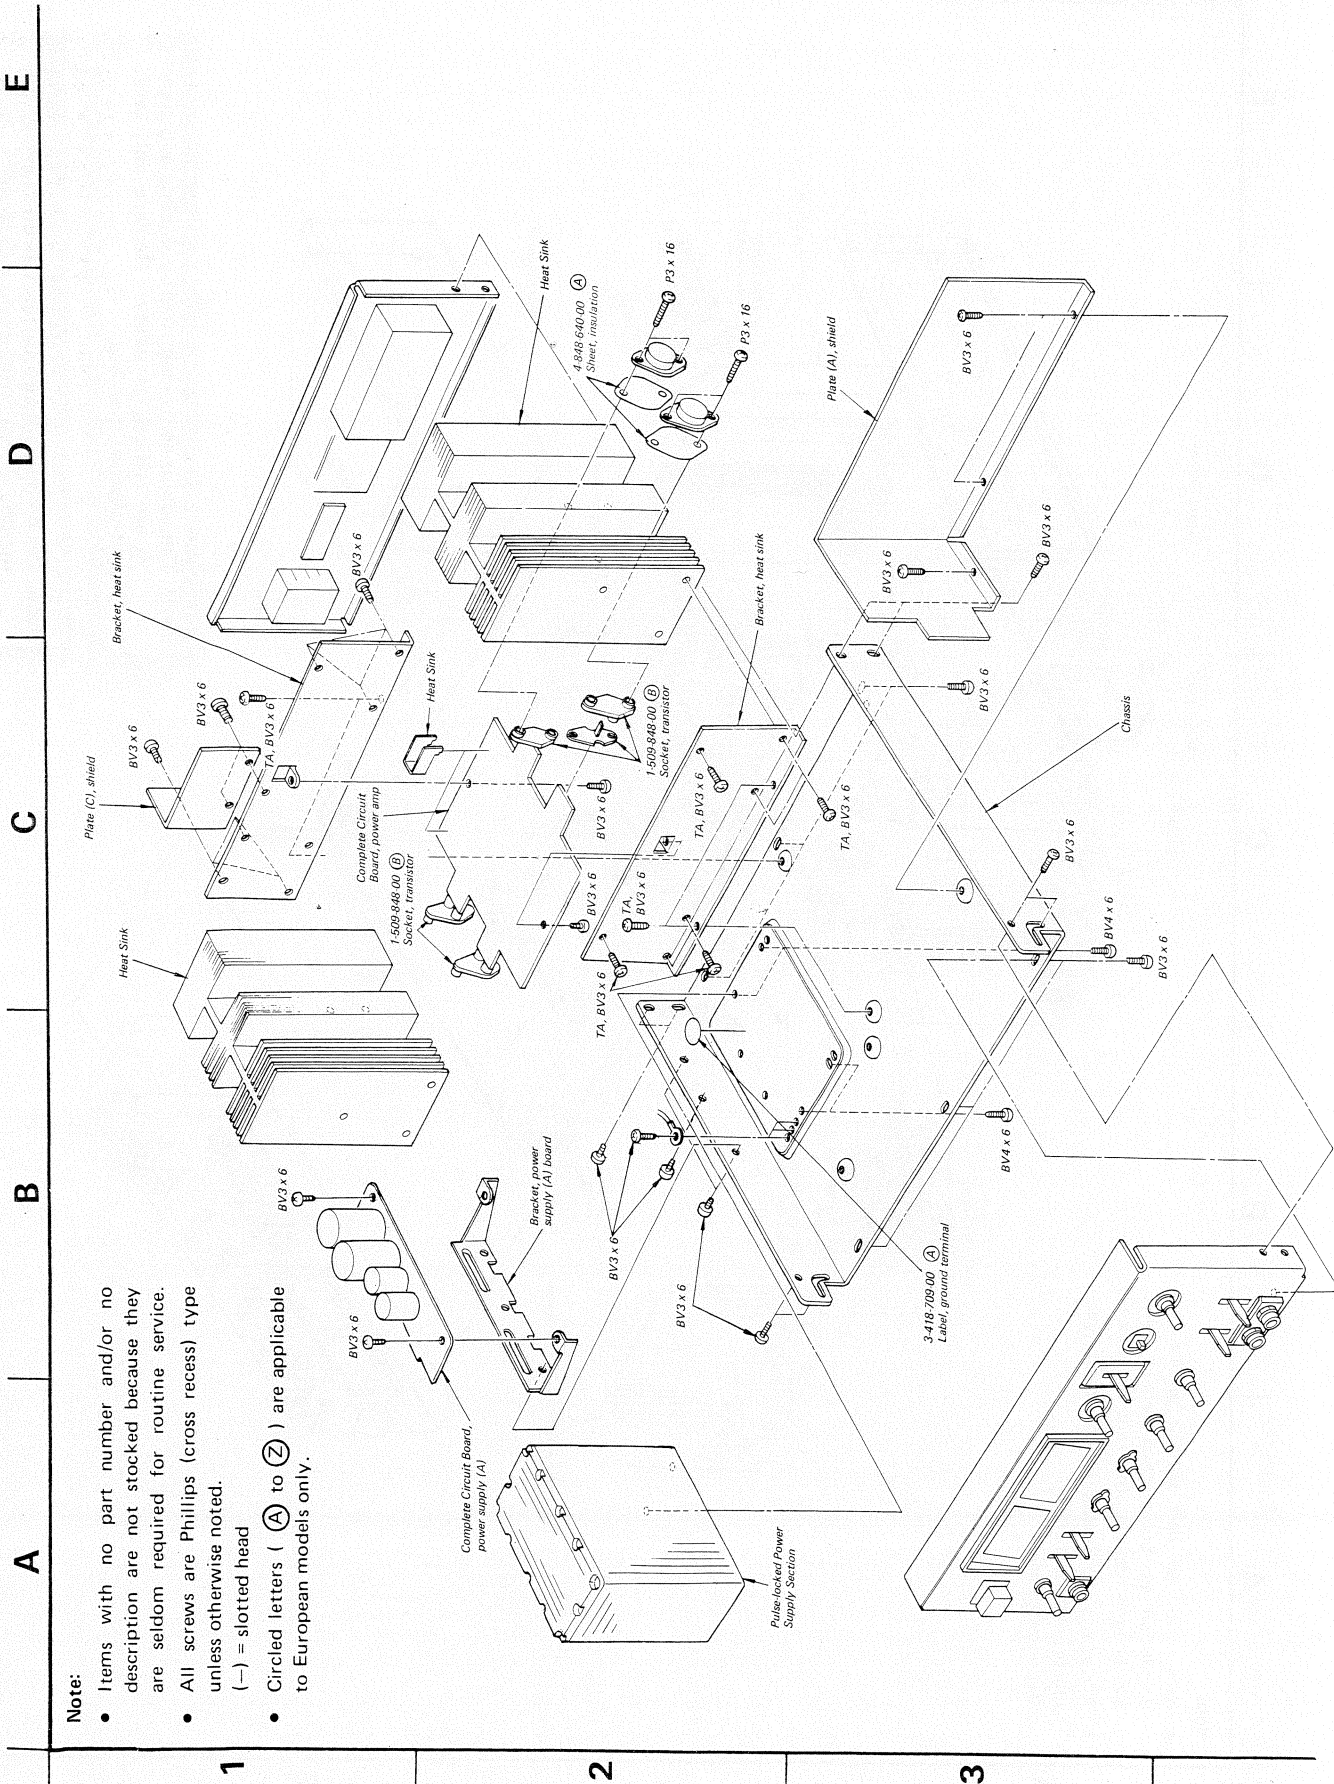 A
B
C
D
E
1
2
3
Note:
• Items with no part number and/or no
description are not stocked because they
are seldom required for routine service.
• All screws are Phillips (cross recess) type
unless otherwise noted.
(—) = slotted head
• Circled letters ( Ⓐ to Ⓩ ) are applicable
to European models only.
Heat Sink
Plate (C), shield
BV3 x 6
BV3 x 6
TA, BV3 x 6
Bracket, heat sink
BV3 x 6
BV3 x 6
BV3 x 6
Complete Circuit Board,
power supply (A)
Bracket, power
supply (A) board
1-509-848-00 Ⓑ
Socket, transistor
Complete Circuit
Board, power amp
Heat Sink
BV3 x 6
BV3 x 6
1-509-848-00 Ⓑ
Socket, transistor
Heat Sink
4-848-640-00 Ⓐ
Sheet, insulation
P3 x 16
P3 x 16
TA, BV3 x 6
TA,
BV3 x 6
TA, BV3 x 6
Bracket, heat sink
TA, BV3 x 6
BV3 x 6
BV3 x 6
Pulse-locked Power
Supply Section
3-418-709-00 Ⓐ
Label, ground terminal
BV4 x 6
BV4 x 6
BV3 x 6
BV3 x 6
Chassis
BV3 x 6
Plate (A), shield
BV3 x 6
BV3 x 6
BV3 x 6